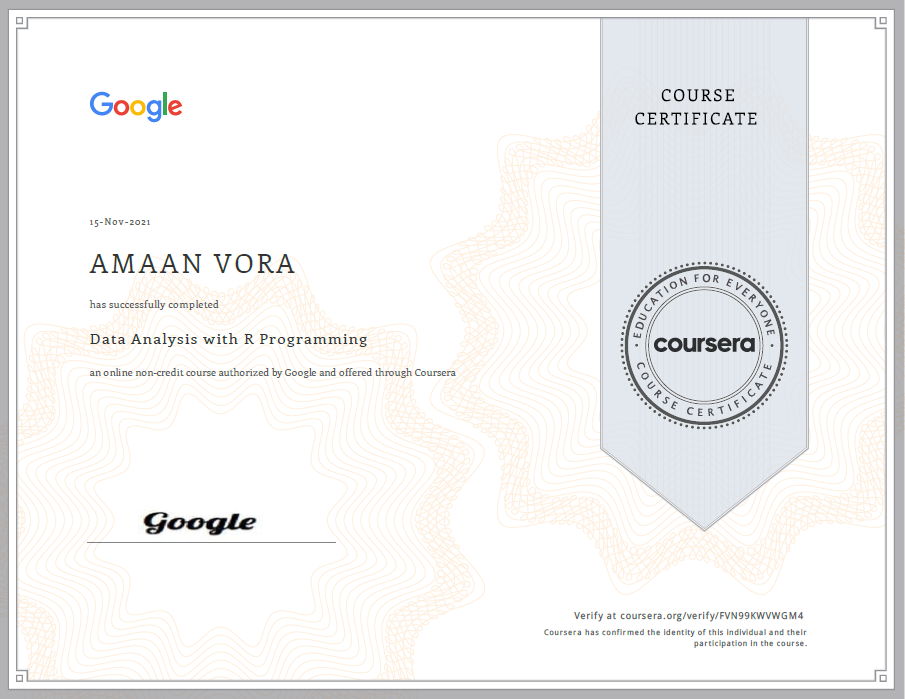 Google
COURSE
CERTIFICATE
15-Nov-2021
AMAAN VORA
has successfully completed
Data Analysis with R Programming
an online non-credit course authorized by Google and offered through Coursera
EDUCATION FOR EVERYONE
coursera
COURSE CERTIFICATE
Google
Verify at coursera.org/verify/FVN99KWVWGM4
Coursera has confirmed the identity of this individual and their
participation in the course.